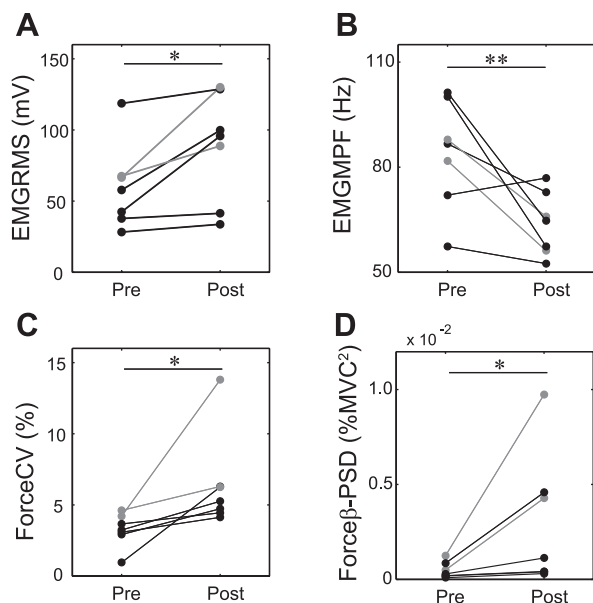 A
EMGRMS (mV)
150
100
50
0
*
Pre Post
B
EMGMPF (Hz)
110
80
50
**
Pre Post
C
ForceCV (%)
15
10
5
0
*
Pre Post
D
x 10⁻²
Forceβ-PSD (%MVC²)
1.0
0.5
0
*
Pre Post